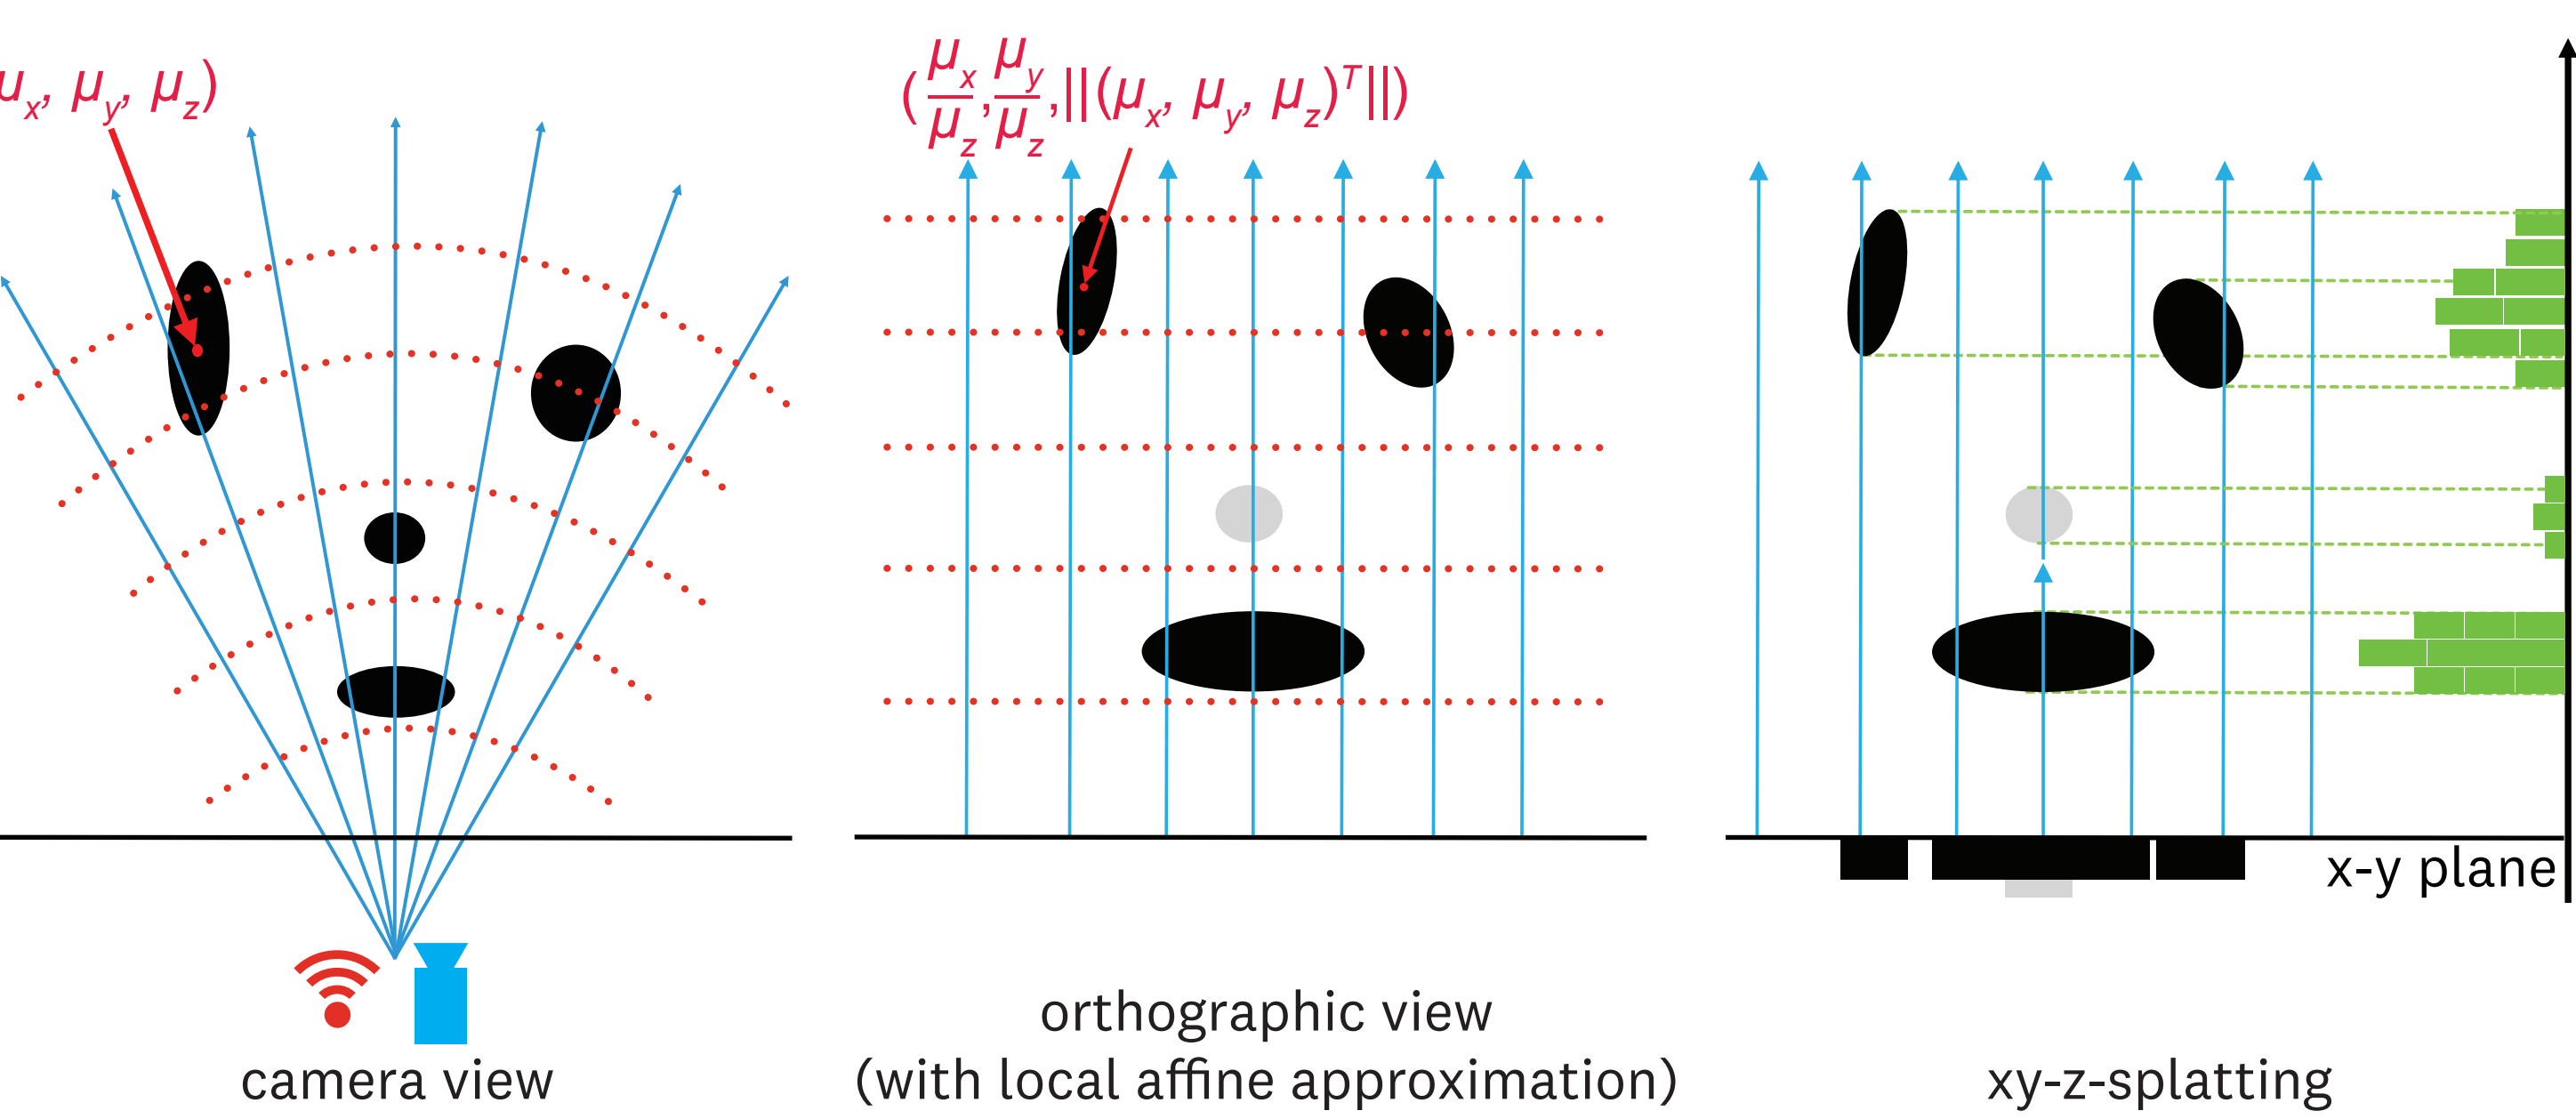 μx, μy, μz)
(μx/μz, μy/μz, ||(μx, μy, μz)^T||)
x-y plane
camera view
orthographic view
(with local affine approximation)
xy-z-splatting